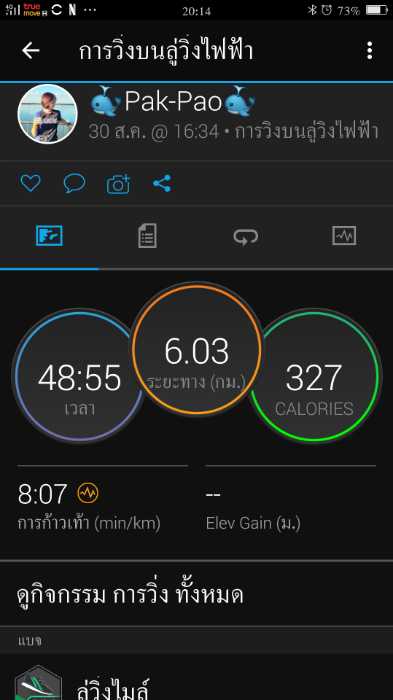 4G true move H N ...
20:14
73%
การวิ่งบนลู่วิ่งไฟฟ้า
Pak-Pao
30 ส.ค. @ 16:34 • การวิ่งบนลู่วิ่งไฟฟ้า
48:55
เวลา
6.03
ระยะทาง (กม.)
327
CALORIES
8:07
การก้าวเท้า (min/km)
--
Elev Gain (ม.)
ดูกิจกรรม การวิ่ง ทั้งหมด
แบจ
ลู่วิ่งไมล์